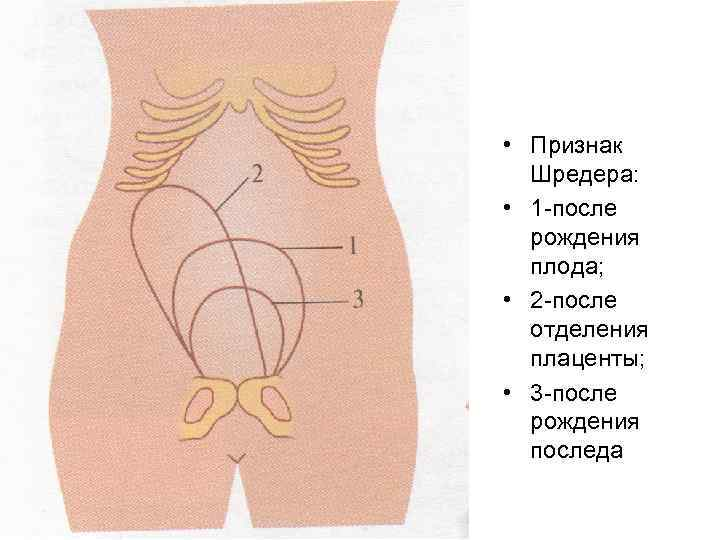 2
1
3
• Признак
Шредера:
• 1-после
рождения
плода;
• 2-после
отделения
плаценты;
• 3-после
рождения
последа